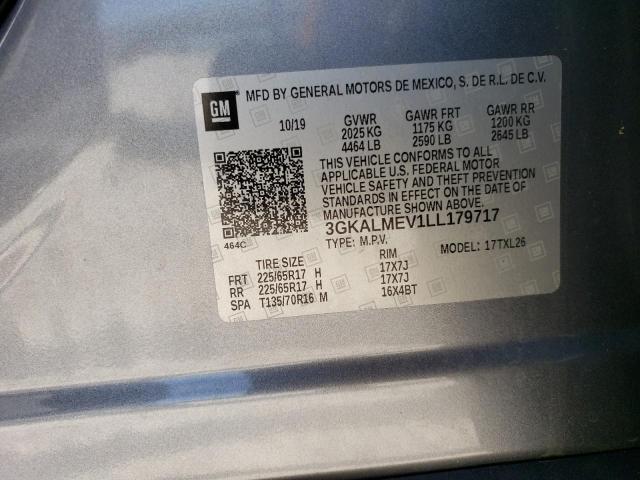 GM
MFD BY GENERAL MOTORS DE MEXICO, S. DE R.L. DE C.V.
10/19 GVWR GAWR FRT GAWR RR
2025 KG 1175 KG 1200 KG
4464 LB 2590 LB 2645 LB
THIS VEHICLE CONFORMS TO ALL
APPLICABLE U.S. FEDERAL MOTOR
VEHICLE SAFETY AND THEFT PREVENTION
STANDARDS IN EFFECT ON DATE OF
MANUFACTURE SHOWN ABOVE.
464C
3GKALMEV1LL179717
TYPE: M.P.V. MODEL: 17TXL26
TIRE SIZE RIM
FRT 225/65R17 H 17X7J
RR 225/65R17 H 17X7J
SPA T135/70R16 M 16X4BT